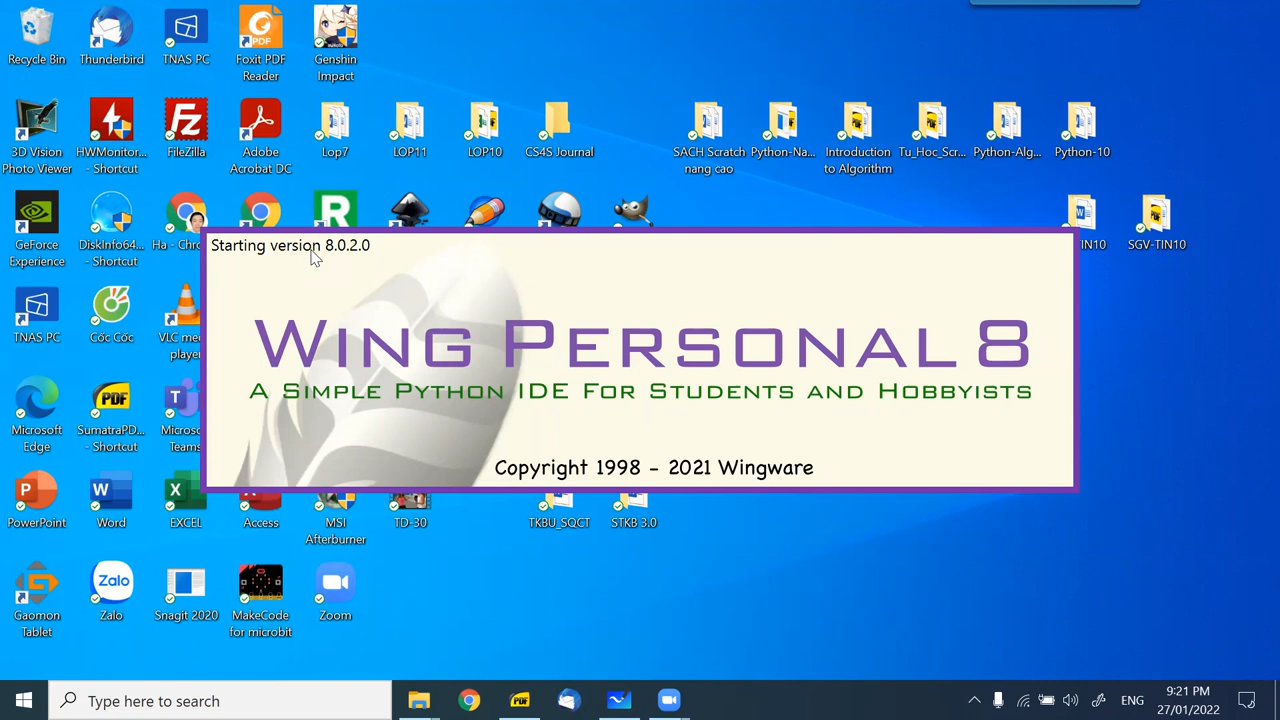 Recycle Bin
Thunderbird
TNAS PC
Foxit PDF
Reader
Genshin
Impact
3D Vision
Photo Viewer
HWMonitor...
- Shortcut
FileZilla
Adobe
Acrobat DC
Lop7
LOP11
LOP10
CS4S Journal
SACH Scratch
nang cao
Python-Na...
Introduction
to Algorithm
Tu_Hoc_Scr...
Python-Alg...
Python-10
GeForce
Experience
DiskInfo64...
- Shortcut
Ha - Chro
TIN10
SGV-TIN10
Starting version 8.0.2.0
WING PERSONAL 8
A SIMPLE PYTHON IDE FOR STUDENTS AND HOBBYISTS
Copyright 1998 - 2021 Wingware
TNAS PC
Cốc Cốc
VLC me
player
Microsoft
Edge
PDF
SumatraPD...
- Shortcut
Micros
Teams
PowerPoint
Word
EXCEL
Access
MSI
Afterburner
TD-30
TKBU_SQCT
STKB 3.0
Gaomon
Tablet
Zalo
Zalo
Snagit 2020
MakeCode
for microbit
Zoom
Type here to search
PDF
ENG
9:21 PM
27/01/2022